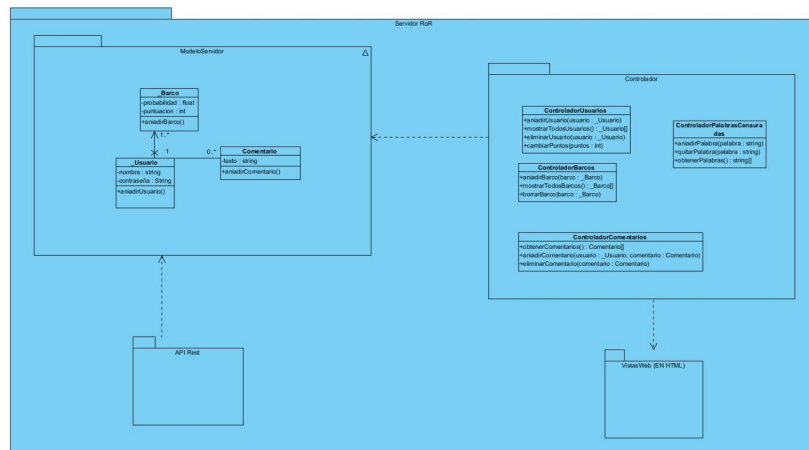 Servidor RoR
ModeloServidor
_Barco
-probabilidad : float
-puntuacion : int
+aniadirBarco()
1..*
1
0..*
_Usuario
-nombre : string
-contraseña : String
+aniadirUsuario()
Comentario
-texto : string
+aniadirComentario()
Controlador
ControladorUsuarios
+aniadirUsuario(usuario : _Usuario)
+mostrarTodosUsuarios() : _Usuario[]
+eliminarUsuario(usuario : _Usuario)
+cambiarPuntos(puntos : int)
ControladorPalabrasCensur
adas
+aniadirPalabra(palabra : string)
+quitarPalabra(palabra : string)
+obtenerPalabras() : string[]
ControladorBarcos
+aniadirBarco(barco : _Barco)
+mostrarTodosBarcos() : _Barco[]
+borrarBarco(barco : _Barco)
ControladorComentarios
+obtenerComentarios() : Comentario[]
+aniadirComentario(usuario : _Usuario, comentario : Comentario)
+eliminarComentario(comentario : Comentario)
API Rest
VistasWeb (EN HTML)